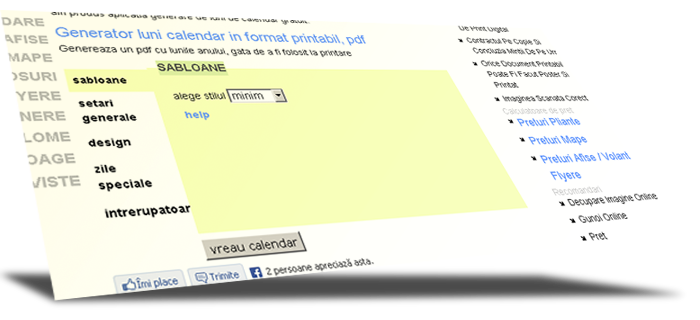 am produs aplicatia generare de luni de calendar gratuit.
Generator luni calendar in format printabil, pdf
Genereaza un pdf cu lunile anului, gata de a fi folosit la printare
DARE
AFISE
MAPE
OSURI
YERE
NERE
LOME
OAGE
VISTE
sabloane
setari
generale
design
zile
speciale
intrerupatoar
SABLOANE
alege stilul minim
help
vreau calendar
Îmi place
Trimite
2 persoane apreciază asta.
De Print Digital
Contractul Pe Copie Si
Concluzia Mintii De Pe Urr
Orice Document Printabil
Poate Fi Facut Poster Si
Printat
Imaginea Scanata Corect
Calculatoare de pret
Preturi Pliante
Preturi Mape
Preturi Afise / Volant
Flyere
Recomandari
Decupare Imagine Online
Gunoi Online
Pret